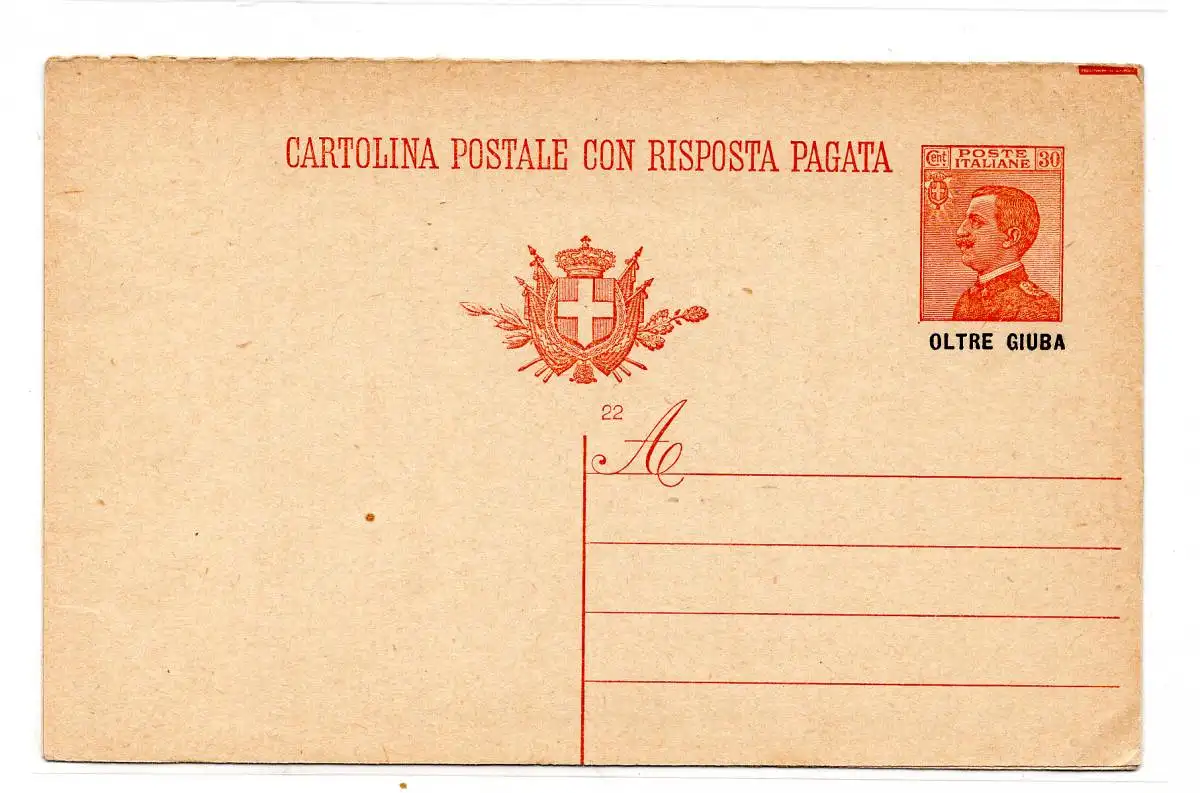 CARTOLINA POSTALE CON RISPOSTA PAGATA
Cent. POSTE ITALIANE 30
OLTRE GIUBA
22
A